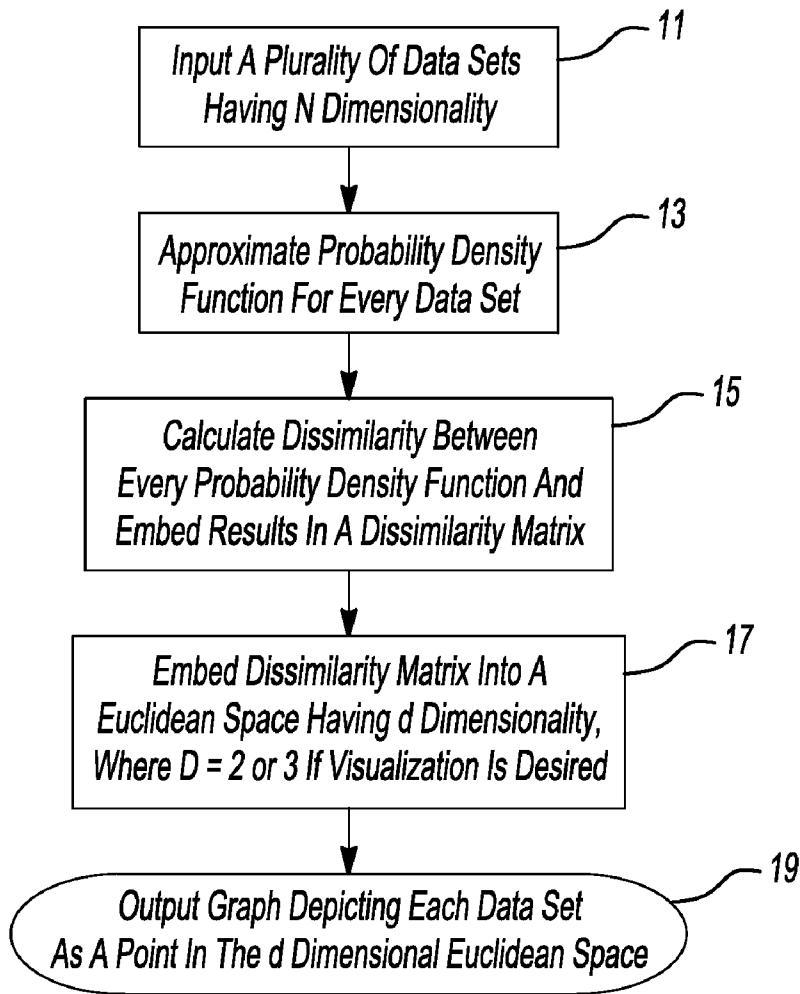 11
Input A Plurality Of Data Sets
Having N Dimensionality
13
Approximate Probability Density
Function For Every Data Set
15
Calculate Dissimilarity Between
Every Probability Density Function And
Embed Results In A Dissimilarity Matrix
17
Embed Dissimilarity Matrix Into A
Euclidean Space Having d Dimensionality,
Where D = 2 or 3 If Visualization Is Desired
19
Output Graph Depicting Each Data Set
As A Point In The d Dimensional Euclidean Space